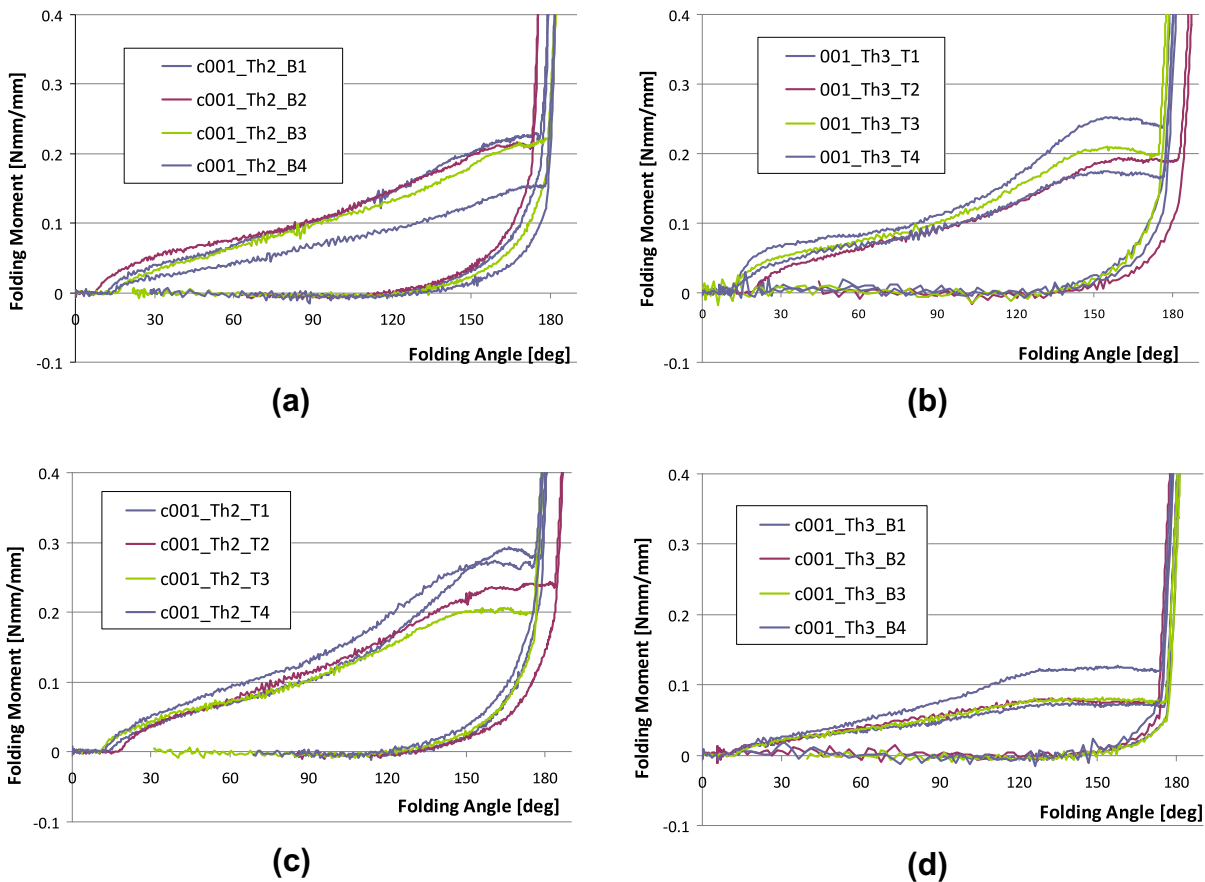 0.4
0.3
0.2
0.1
0
-0.1
0 30 60 90 120 150 180
Folding Moment [Nmm/mm]
Folding Angle [deg]
c001_Th2_B1
c001_Th2_B2
c001_Th2_B3
c001_Th2_B4
(a)
0.4
0.3
0.2
0.1
0
-0.1
0 30 60 90 120 150 180
Folding Moment [Nmm/mm]
Folding Angle [deg]
001_Th3_T1
001_Th3_T2
001_Th3_T3
001_Th3_T4
(b)
0.4
0.3
0.2
0.1
0
-0.1
0 30 60 90 120 150 180
Folding Moment [Nmm/mm]
Folding Angle [deg]
c001_Th2_T1
c001_Th2_T2
c001_Th2_T3
c001_Th2_T4
(c)
0.4
0.3
0.2
0.1
0
-0.1
0 30 60 90 120 150 180
Folding Moment [Nmm/mm]
Folding Angle [deg]
c001_Th3_B1
c001_Th3_B2
c001_Th3_B3
c001_Th3_B4
(d)